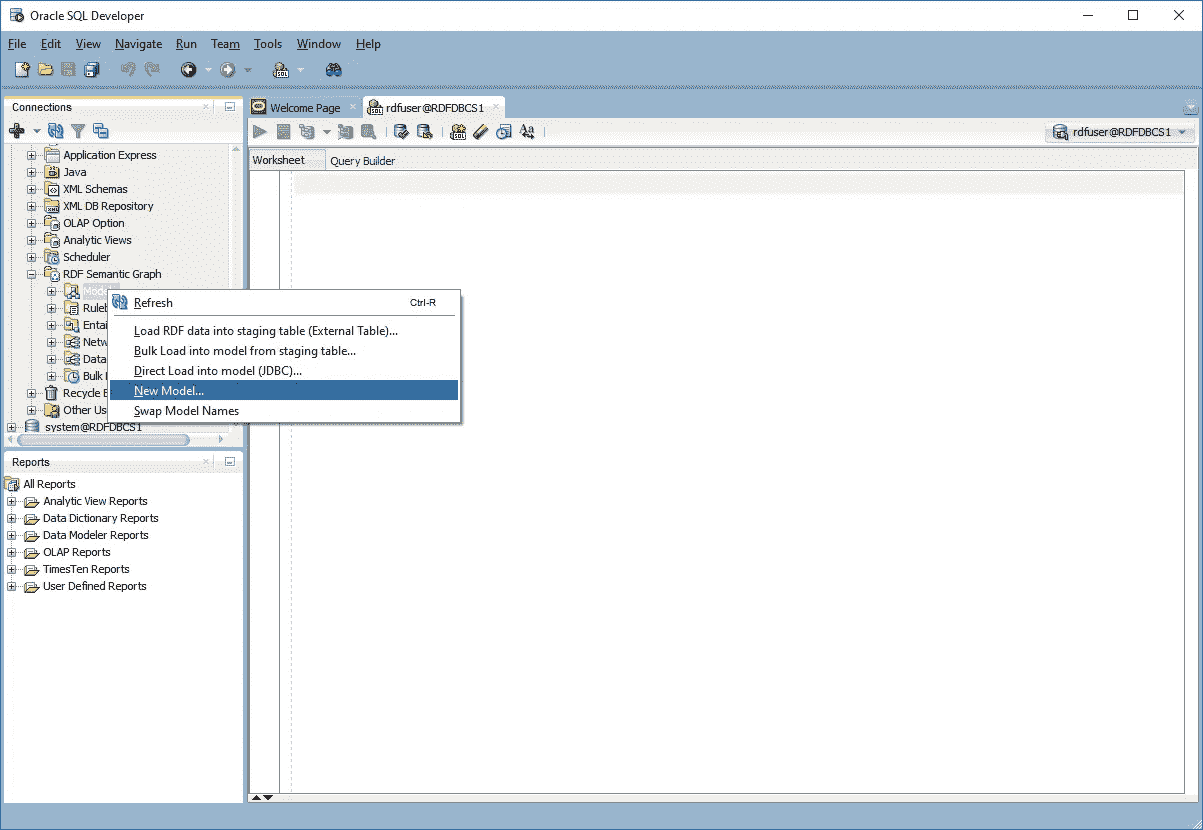 Oracle SQL Developer
File Edit View Navigate Run Team Tools Window Help
Connections
Welcome Page
rdfuser@RDFDBCS1
rdfuser@RDFDBCS1
Worksheet
Query Builder
Application Express
Java
XML Schemas
XML DB Repository
OLAP Option
Analytic Views
Scheduler
RDF Semantic Graph
Data
Bulk
Recycle
Other Us
system@RDFDBCS1
Refresh Ctrl-R
Load RDF data into staging table (External Table)...
Bulk Load into model from staging table...
Direct Load into model (JDBC)...
New Model...
Swap Model Names
Reports
All Reports
Analytic View Reports
Data Dictionary Reports
Data Modeler Reports
OLAP Reports
TimesTen Reports
User Defined Reports